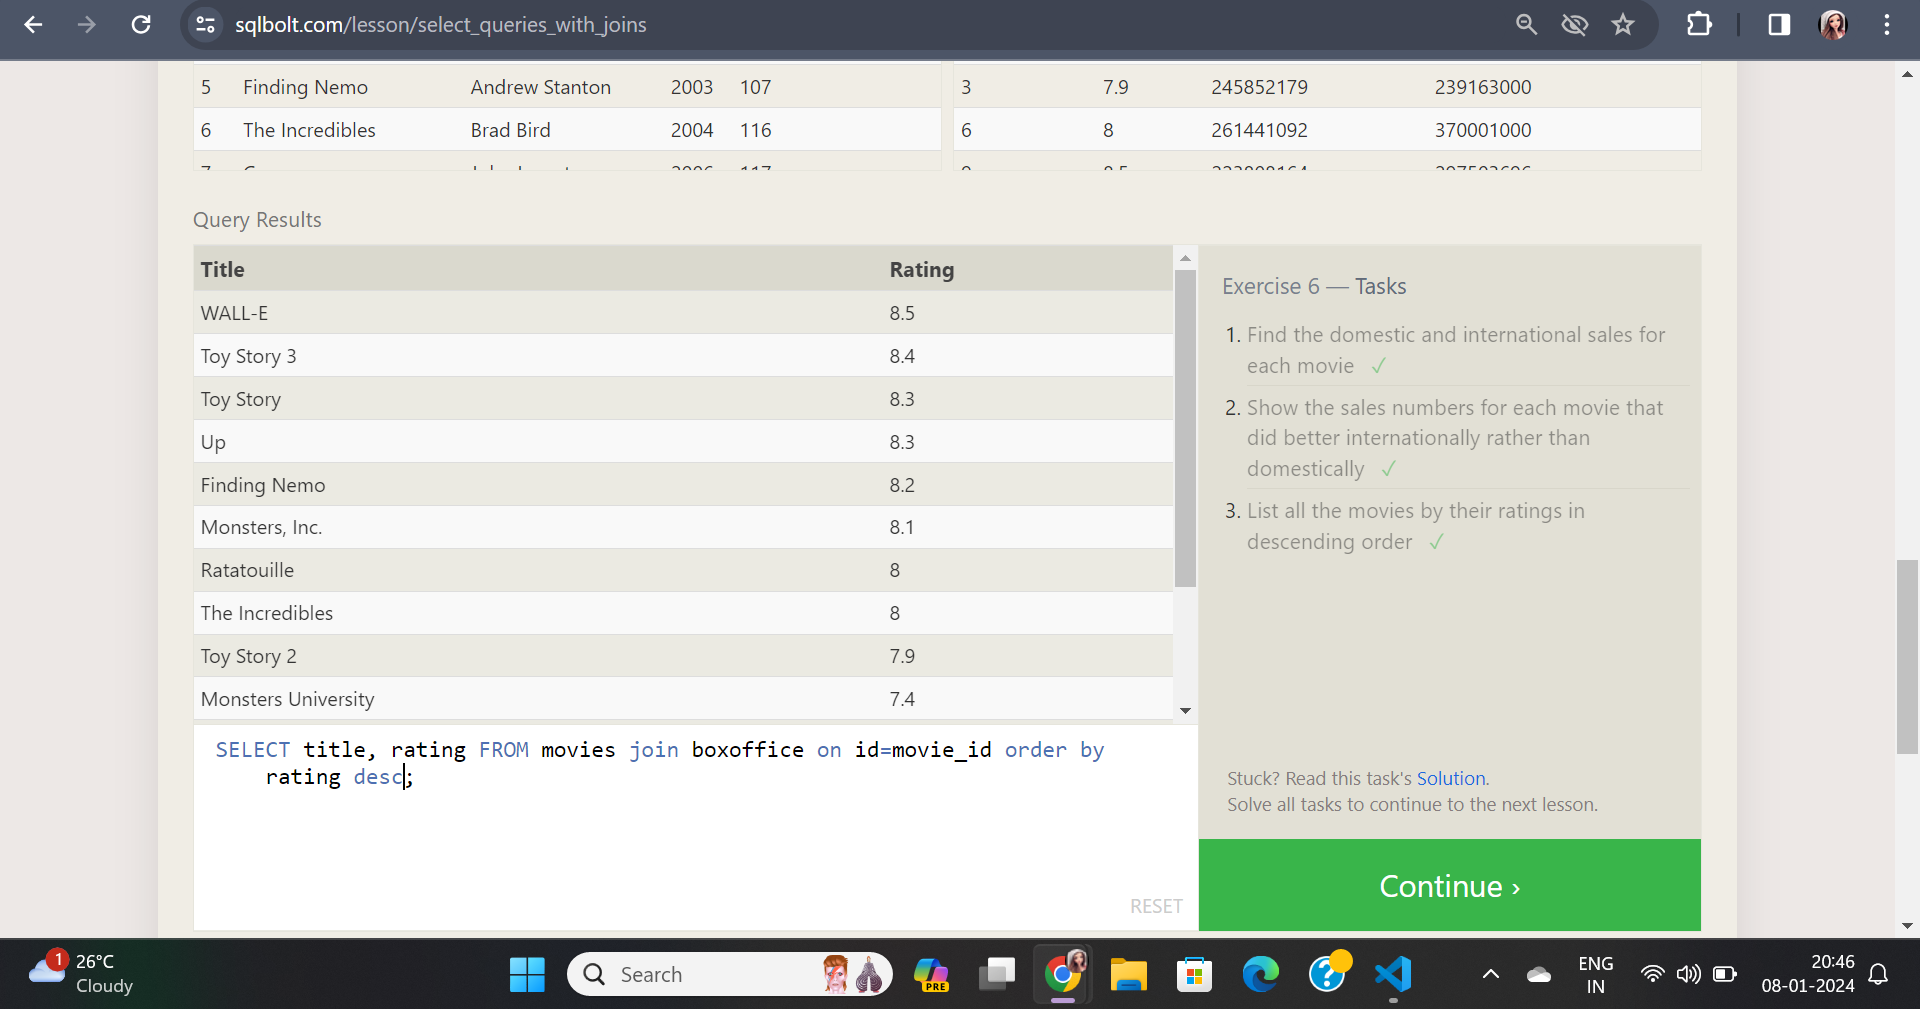 sqlbolt.com/lesson/select_queries_with_joins
5 Finding Nemo Andrew Stanton 2003 107 3 7.9 245852179 239163000
6 The Incredibles Brad Bird 2004 116 6 8 261441092 370001000
Query Results
Title Rating
WALL-E 8.5
Toy Story 3 8.4
Toy Story 8.3
Up 8.3
Finding Nemo 8.2
Monsters, Inc. 8.1
Ratatouille 8
The Incredibles 8
Toy Story 2 7.9
Monsters University 7.4
SELECT title, rating FROM movies join boxoffice on id=movie_id order by
rating desc;
RESET
Exercise 6 — Tasks
1. Find the domestic and international sales for
each movie ✓
2. Show the sales numbers for each movie that
did better internationally rather than
domestically ✓
3. List all the movies by their ratings in
descending order ✓
Stuck? Read this task's Solution.
Solve all tasks to continue to the next lesson.
Continue ›
1
26°C
Cloudy
Search
PRE
ENG
IN
20:46
08-01-2024